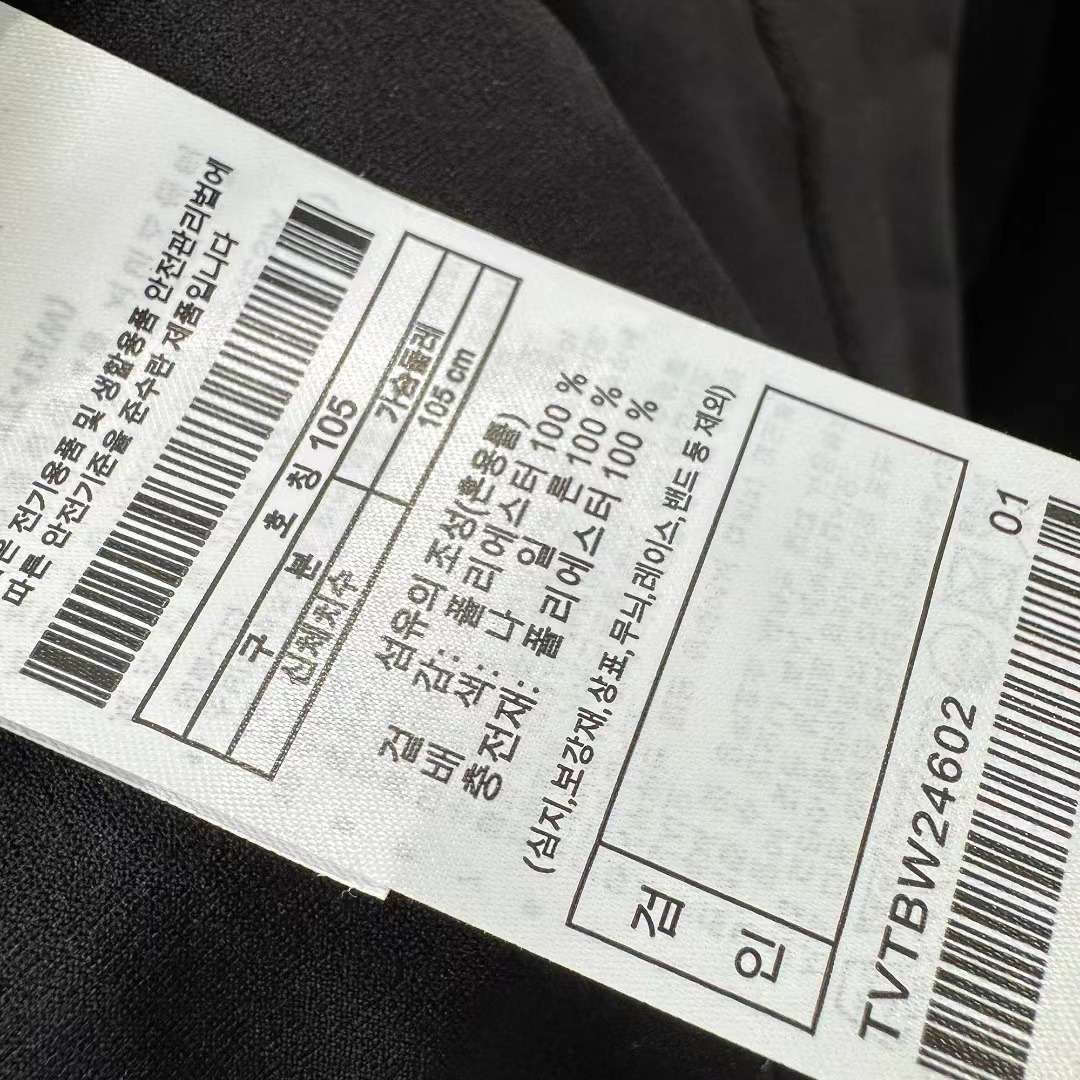 은 전기용품 및 생활용품 안전관리법에
따른 안전기준을 준수한 제품입니다
호 칭 105
구 분 가슴둘레
신체치수 105 cm
섬유의 조성(혼용률)
겉 감: 폴리에스터 100 %
배 색: 나 일 론 100 %
충전재: 폴리에스터 100 %
(심지,보강재,상표,무늬,레이스,밴드 등 제외)
검 인
TVTBW24602 01